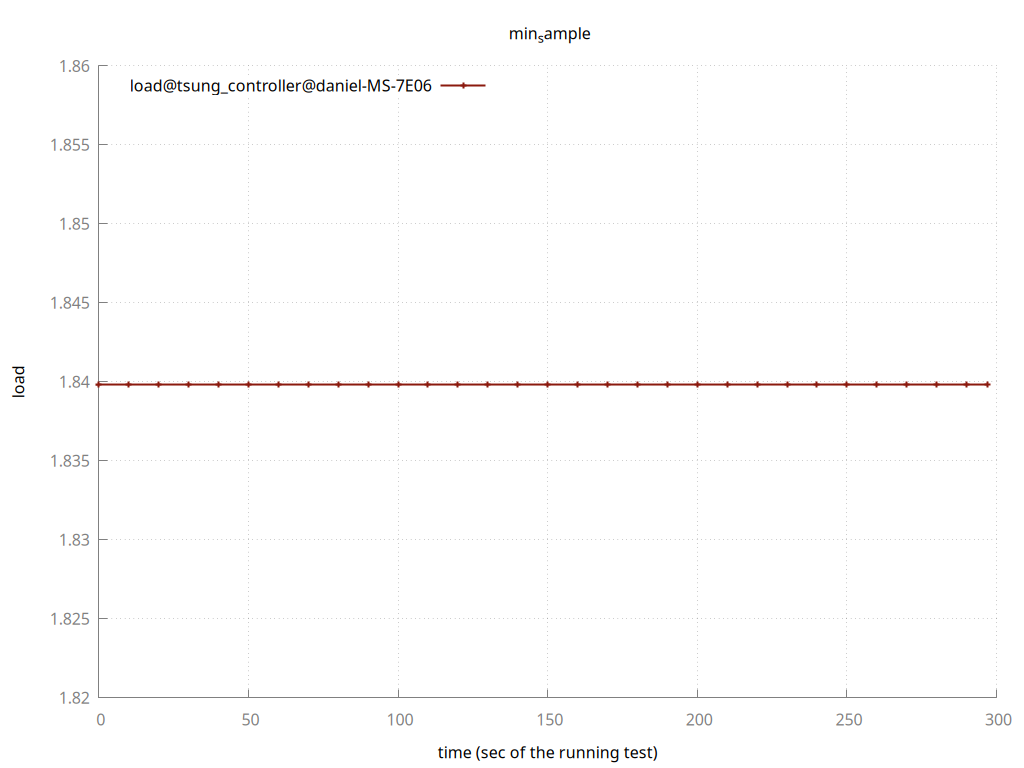 min_sample
1.86
load@tsung_controller@daniel-MS-7E06
1.855
1.85
1.845
1.84
load
1.835
1.83
1.825
1.82
0 50 100 150 200 250 300
time (sec of the running test)